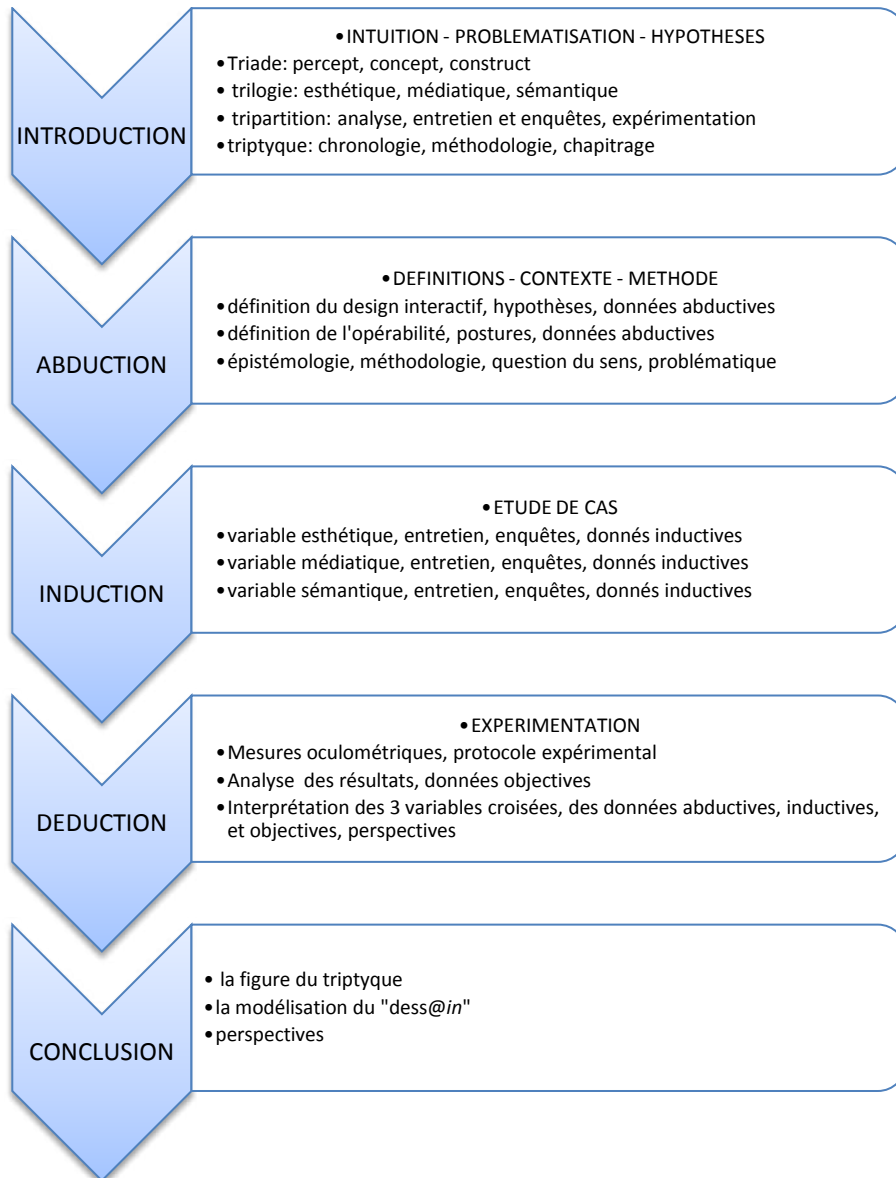 INTRODUCTION
•INTUITION - PROBLEMATISATION - HYPOTHESES
•Triade: percept, concept, construct
• trilogie: esthétique, médiatique, sémantique
• tripartition: analyse, entretien et enquêtes, expérimentation
•triptyque: chronologie, méthodologie, chapitrage
ABDUCTION
•DEFINITIONS - CONTEXTE - METHODE
•définition du design interactif, hypothèses, données abductives
•définition de l'opérabilité, postures, données abductives
•épistémologie, méthodologie, question du sens, problématique
INDUCTION
•ETUDE DE CAS
•variable esthétique, entretien, enquêtes, donnés inductives
•variable médiatique, entretien, enquêtes, donnés inductives
•variable sémantique, entretien, enquêtes, donnés inductives
DEDUCTION
•EXPERIMENTATION
•Mesures oculométriques, protocole expérimental
•Analyse des résultats, données objectives
•Interprétation des 3 variables croisées, des données abductives, inductives,
et objectives, perspectives
CONCLUSION
• la figure du triptyque
•la modélisation du "dess@in"
•perspectives